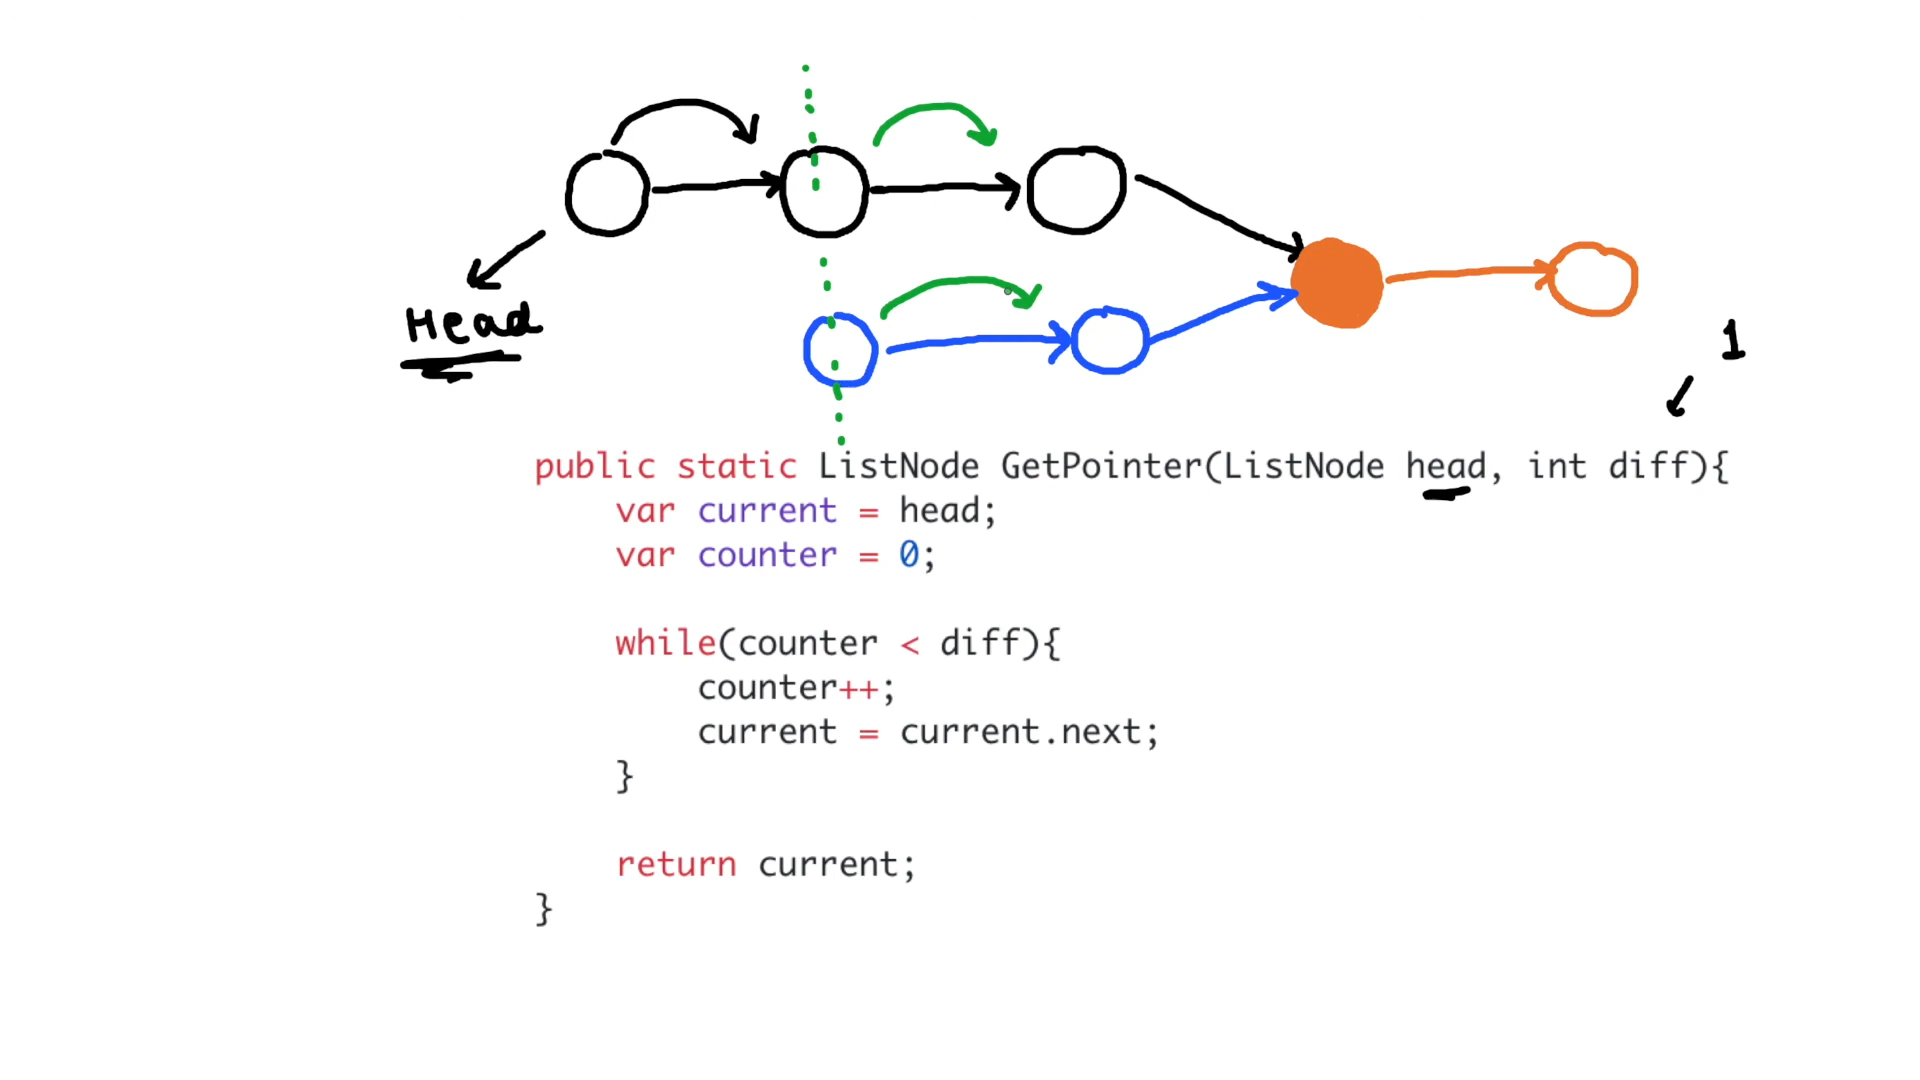 Head
1
public static ListNode GetPointer(ListNode head, int diff){
    var current = head;
    var counter = 0;
    while(counter < diff){
        counter++;
        current = current.next;
    }
    return current;
}